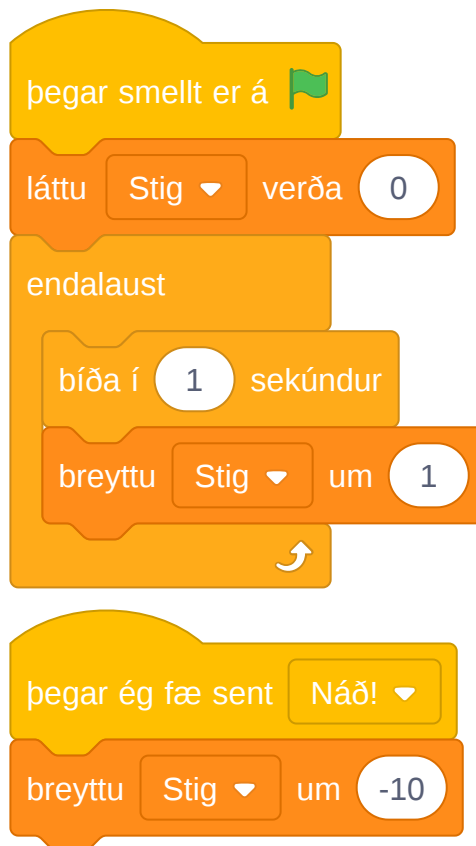 þegar smellt er á
láttu Stig verða 0
endalaust
bíða í 1 sekúndur
breyttu Stig um 1
þegar ég fæ sent Náð!
breyttu Stig um -10